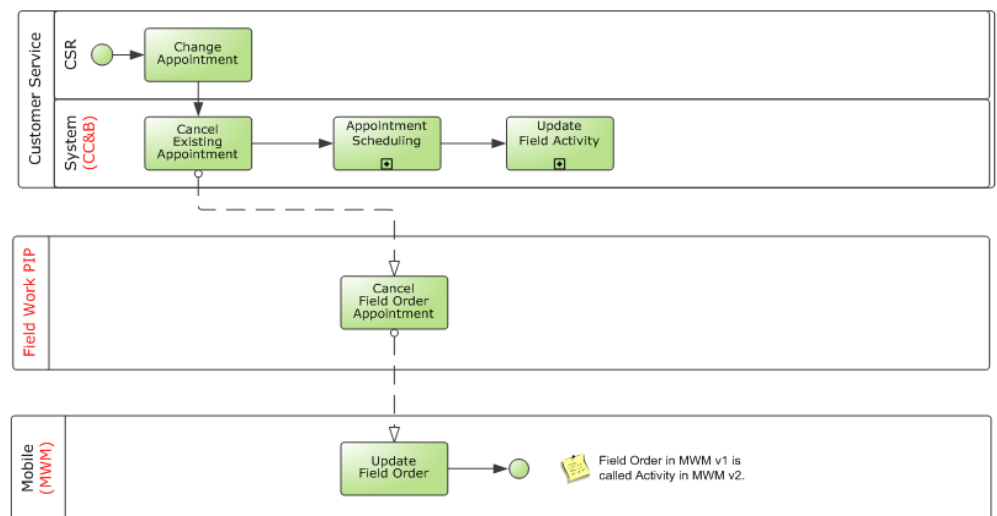 Customer Service
CSR
Change
Appointment
System
(CC&B)
Cancel
Existing
Appointment
Appointment
Scheduling
Update
Field Activity
Field Work PIP
Cancel
Field Order
Appointment
Mobile
(MWM)
Update
Field Order
Field Order in MWM v1 is
called Activity in MWM v2.